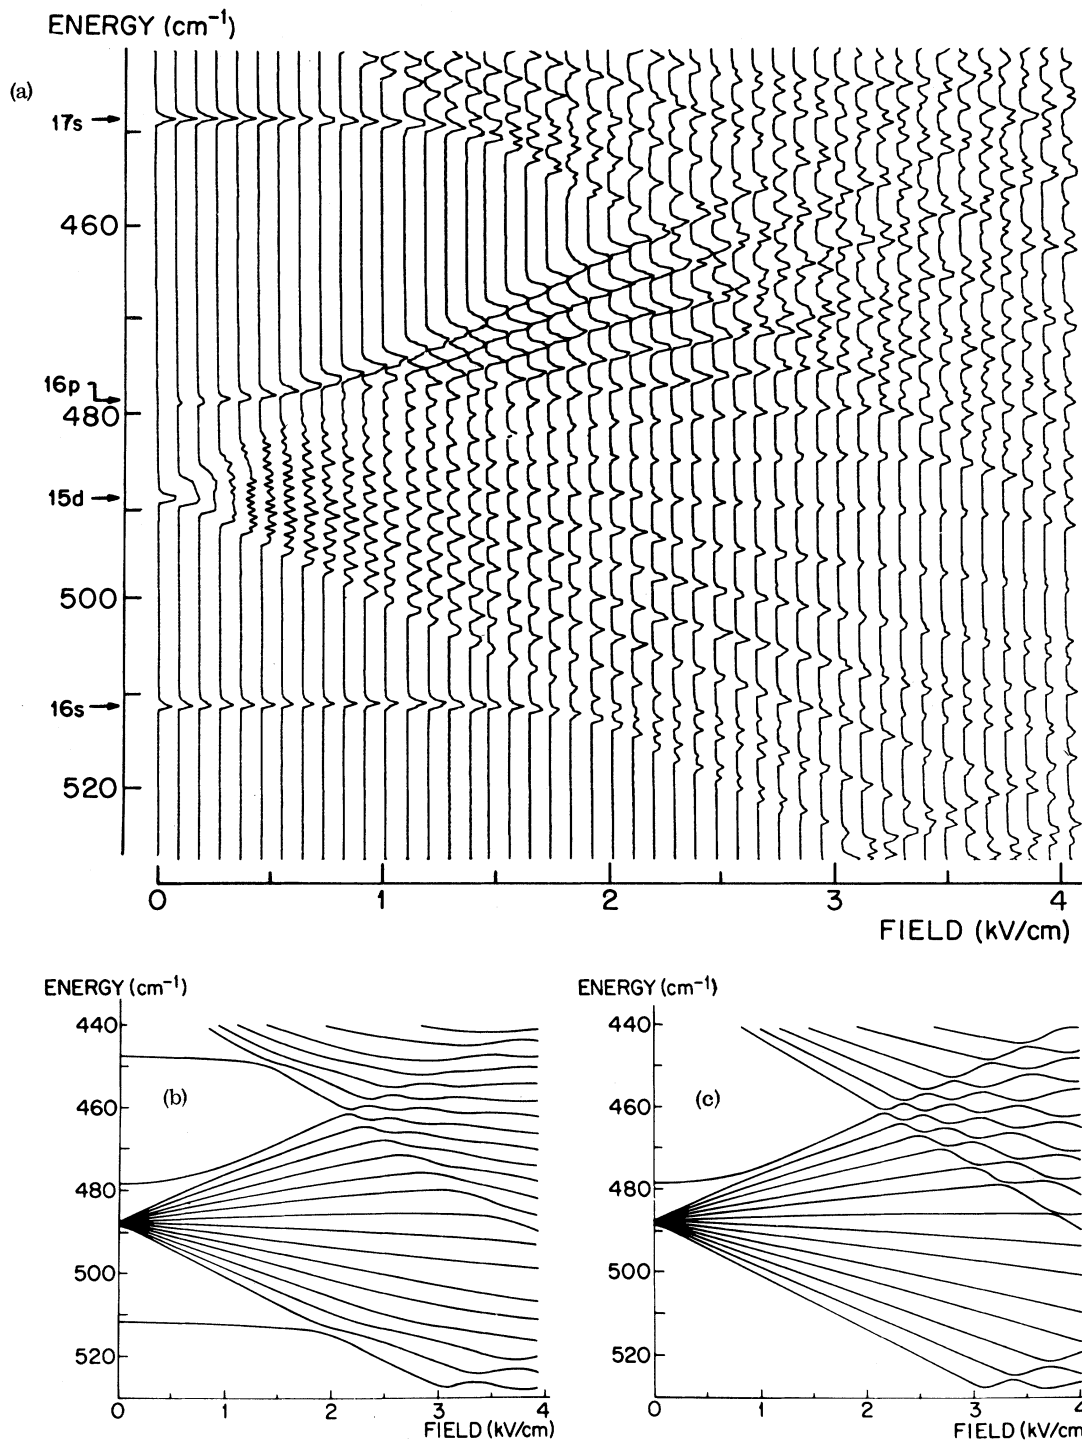 ENERGY (cm⁻¹)
(a)
17s
460
16p
480
15d
500
16s
520
0 1 2 3 4
FIELD (kV/cm)
ENERGY (cm⁻¹)
440
(b)
460
480
500
520
0 1 2 3 4
FIELD (kV/cm)
ENERGY (cm⁻¹)
440
(c)
460
480
500
520
0 1 2 3 4
FIELD (kV/cm